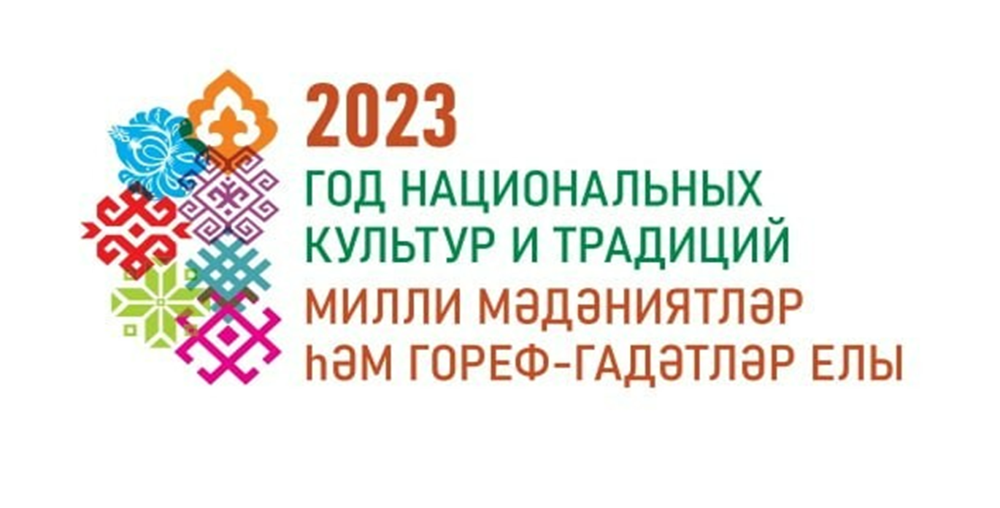 2023
ГОД НАЦИОНАЛЬНЫХ
КУЛЬТУР И ТРАДИЦИЙ
МИЛЛИ МӘДӘНИЯТЛӘР
һӘМ ГОРЕФ-ГАДӘТЛӘР ЕЛЫ